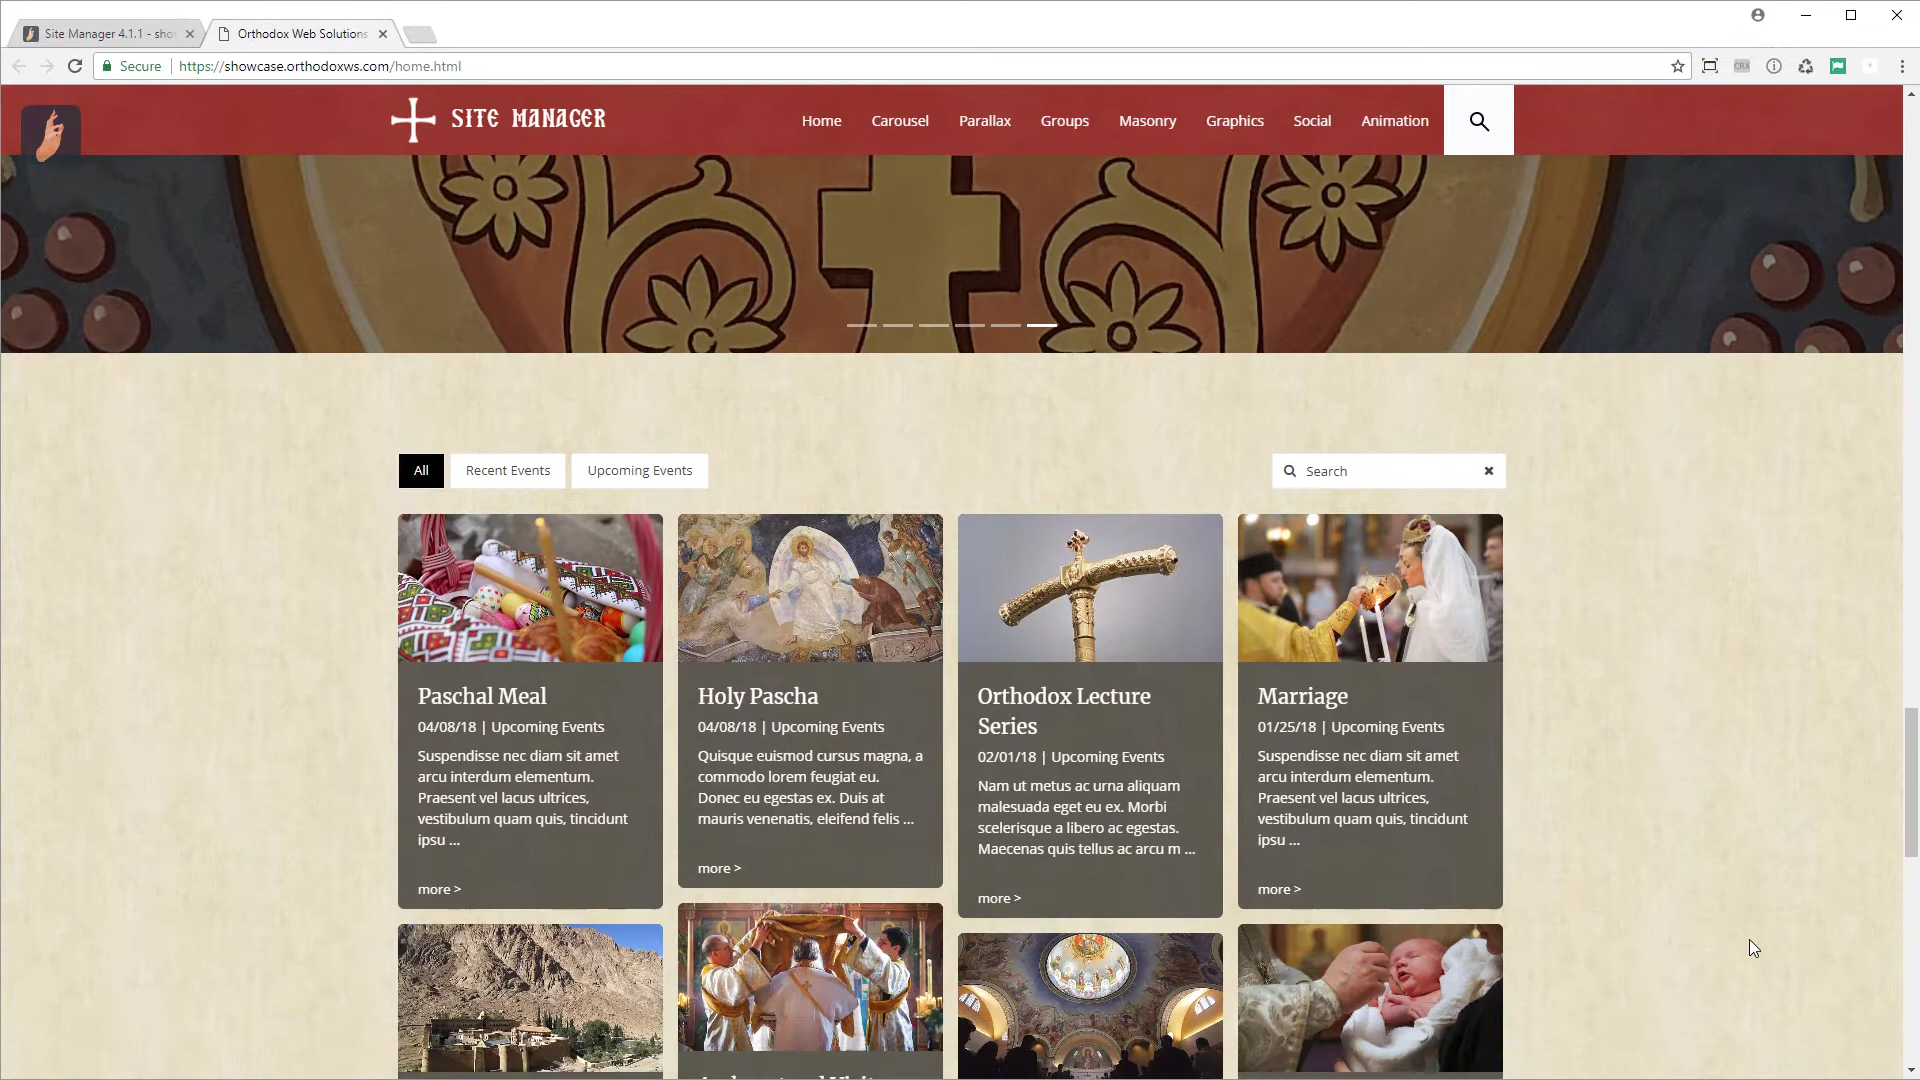 Site Manager 4.1.1 - sho
Orthodox Web Solutions
Secure
https://showcase.orthodoxws.com/home.html
SITE MANAGER
Home
Carousel
Parallax
Groups
Masonry
Graphics
Social
Animation
All
Recent Events
Upcoming Events
Search
Paschal Meal
04/08/18 | Upcoming Events
Suspendisse nec diam sit amet
arcu interdum elementum.
Praesent vel lacus ultrices,
vestibulum quam quis, tincidunt
ipsu ...
more >
Holy Pascha
04/08/18 | Upcoming Events
Quisque euismod cursus magna, a
commodo lorem feugiat eu.
Donec eu egestas ex. Duis at
mauris venenatis, eleifend felis ...
more >
Orthodox Lecture
Series
02/01/18 | Upcoming Events
Nam ut metus ac urna aliquam
malesuada eget eu ex. Morbi
scelerisque a libero ac egestas.
Maecenas quis tellus ac arcu m ...
more >
Marriage
01/25/18 | Upcoming Events
Suspendisse nec diam sit amet
arcu interdum elementum.
Praesent vel lacus ultrices,
vestibulum quam quis, tincidunt
ipsu ...
more >